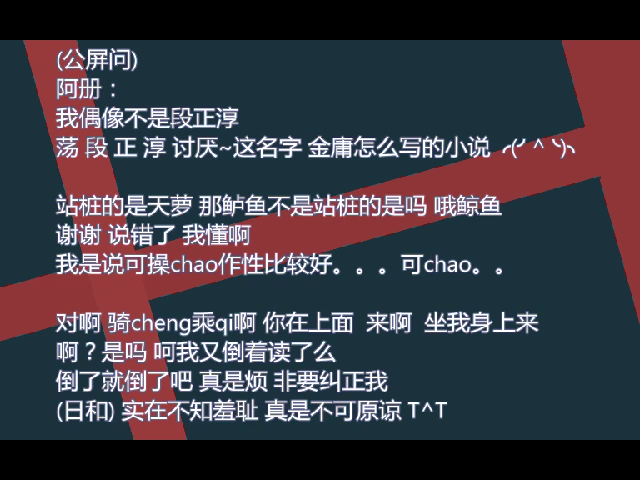 (公屏问)
阿册：
我偶像不是段正淳
荡 段 正 淳 讨厌~这名字 金庸怎么写的小说 ╭(╯^╰)╮
站桩的是天萝 那鲈鱼不是站桩的是吗 哦鲸鱼
谢谢 说错了 我懂啊
我是说可操chao作性比较好。。。可chao。。
对啊 骑cheng乘qi啊 你在上面  来啊  坐我身上来
啊？是吗 呵我又倒着读了么
倒了就倒了吧 真是烦 非要纠正我
(日和) 实在不知羞耻 真是不可原谅 T^T